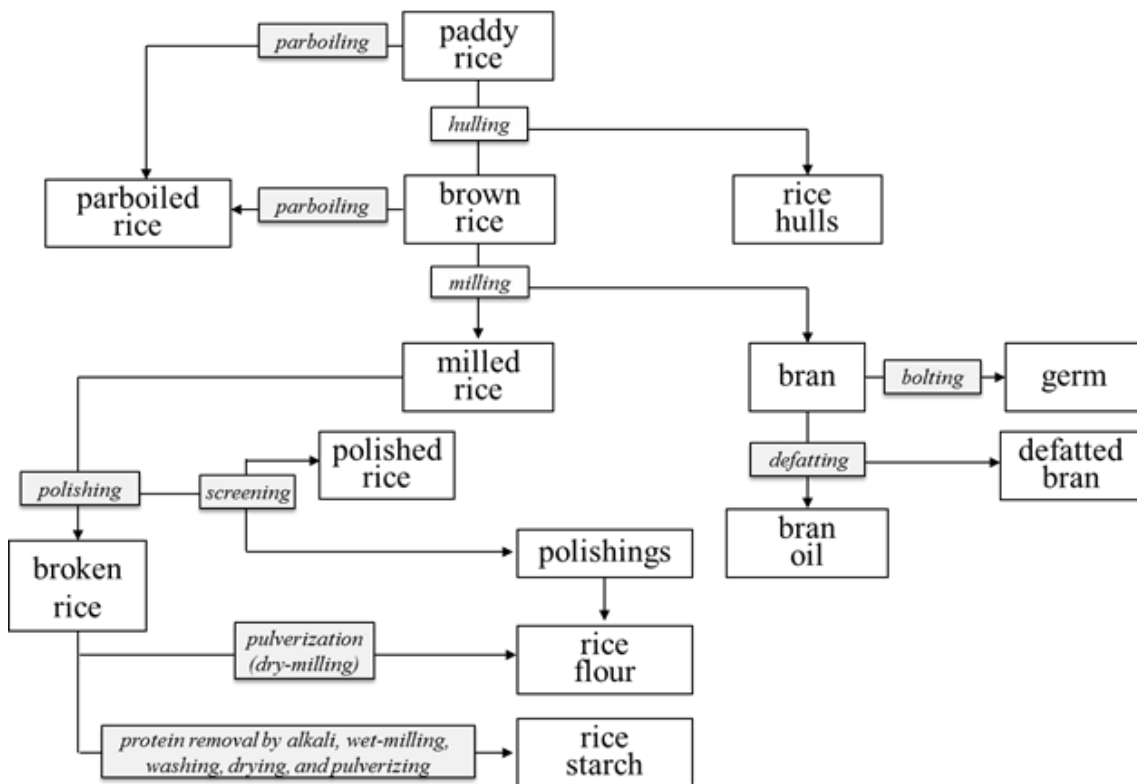 paddy
rice
parboiling
hulling
parboiled
rice
parboiling
brown
rice
rice
hulls
milling
milled
rice
bran
bolting
germ
polished
rice
defatting
defatted
bran
polishing
screening
bran
oil
broken
rice
polishings
pulverization
(dry-milling)
rice
flour
protein removal by alkali, wet-milling,
washing, drying, and pulverizing
rice
starch